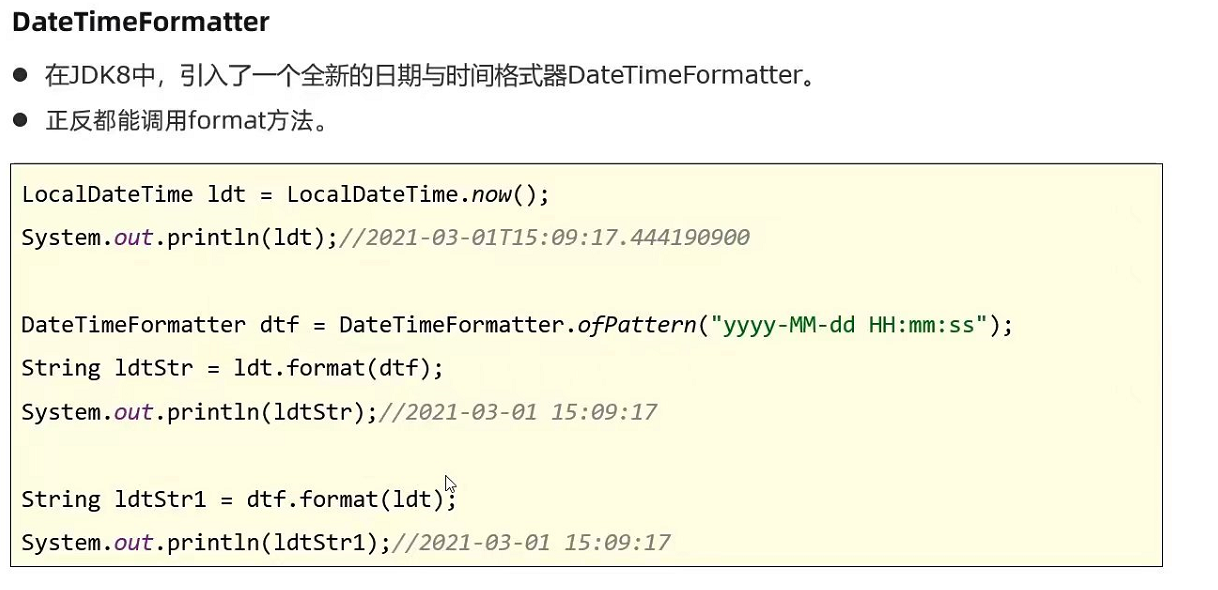 DateTimeFormatter
● 在JDK8中，引入了一个全新的日期与时间格式器DateTimeFormatter。
● 正反都能调用format方法。
LocalDateTime ldt = LocalDateTime.now();
System.out.println(ldt);//2021-03-01T15:09:17.444190900
DateTimeFormatter dtf = DateTimeFormatter.ofPattern("yyyy-MM-dd HH:mm:ss");
String ldtStr = ldt.format(dtf);
System.out.println(ldtStr);//2021-03-01 15:09:17
String ldtStr1 = dtf.format(ldt);
System.out.println(ldtStr1);//2021-03-01 15:09:17